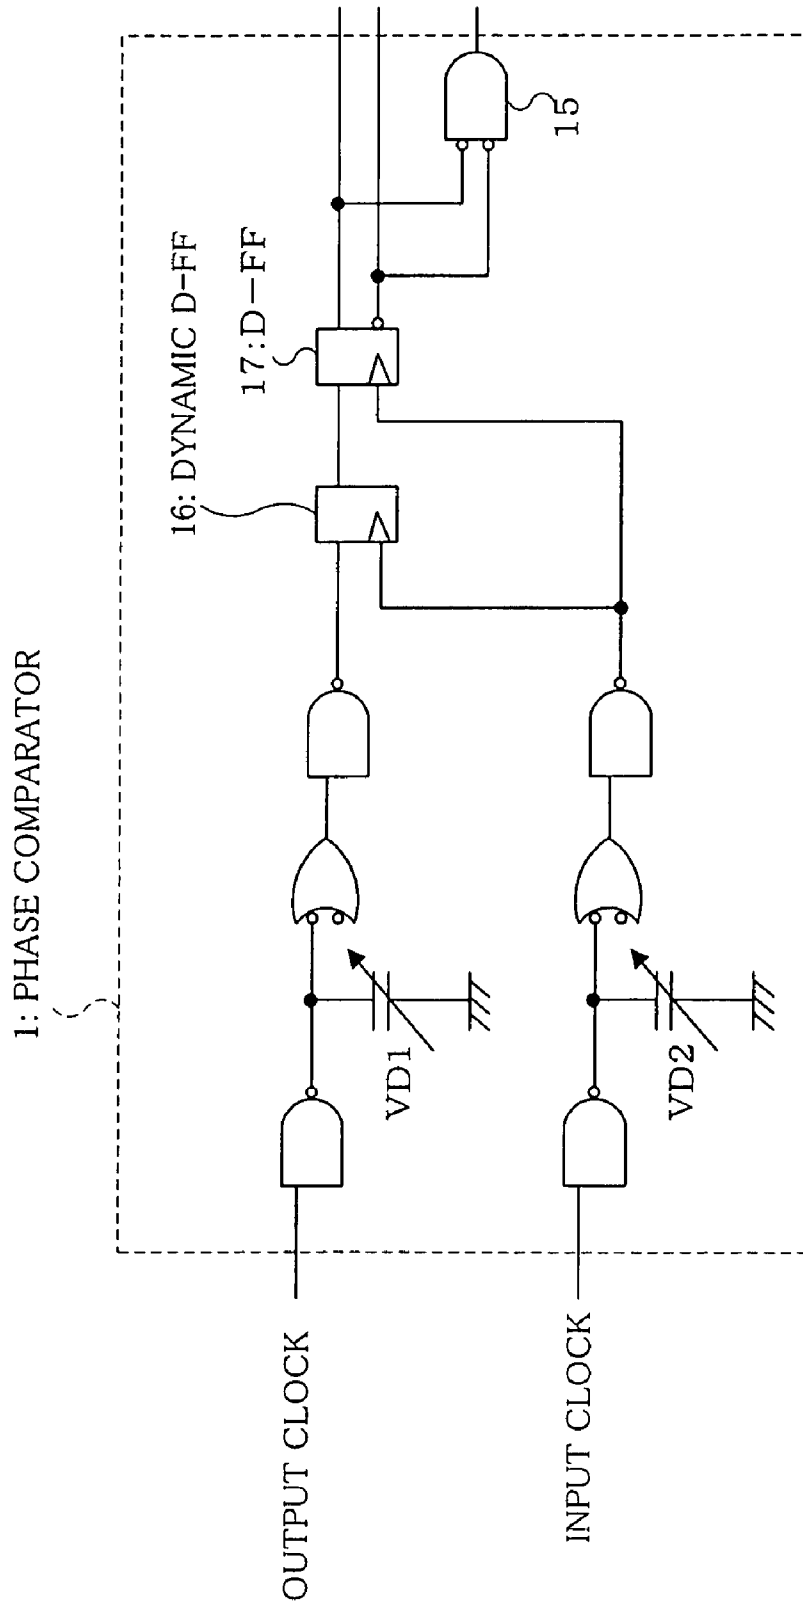 1: PHASE COMPARATOR
16: DYNAMIC D-FF
17:D-FF
15
VD1
VD2
OUTPUT CLOCK
INPUT CLOCK